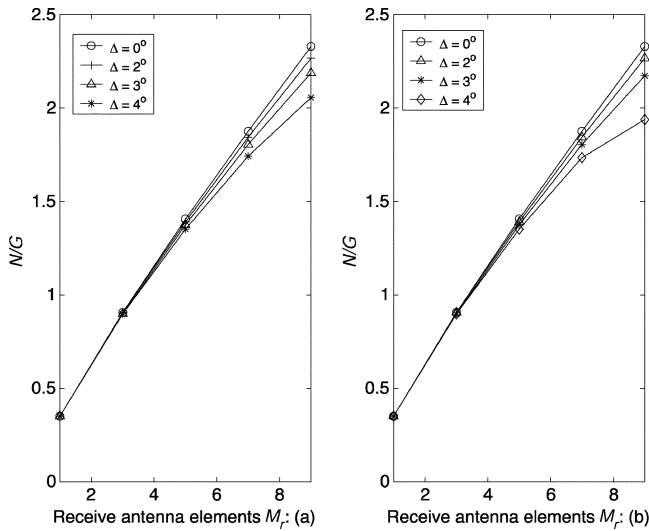 2.5
2
1.5
1
0.5
0
N/G
Δ = 0°
Δ = 2°
Δ = 3°
Δ = 4°
2 4 6 8
Receive antenna elements Mr: (a)
2.5
2
1.5
1
0.5
0
N/G
Δ = 0°
Δ = 2°
Δ = 3°
Δ = 4°
2 4 6 8
Receive antenna elements Mr: (b)